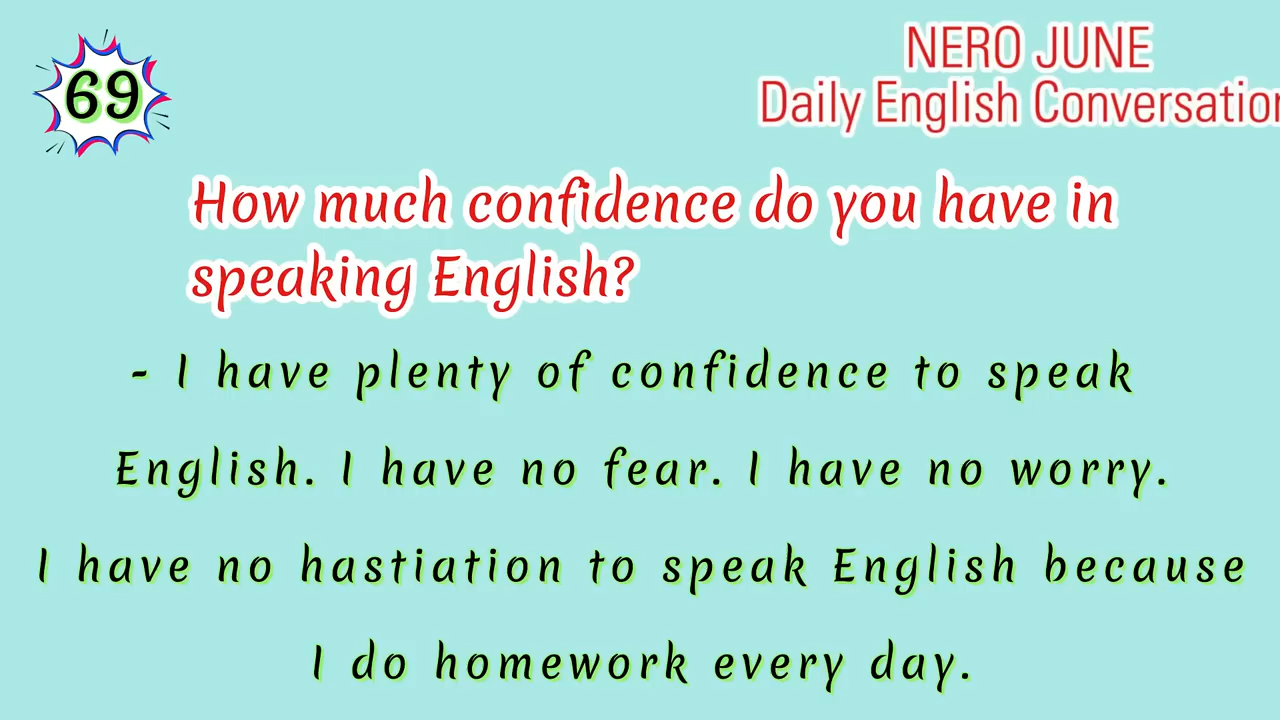 69
NERO JUNE
Daily English Conversation
How much confidence do you have in
speaking English?
- I have plenty of confidence to speak
English. I have no fear. I have no worry.
I have no hastiation to speak English because
I do homework every day.